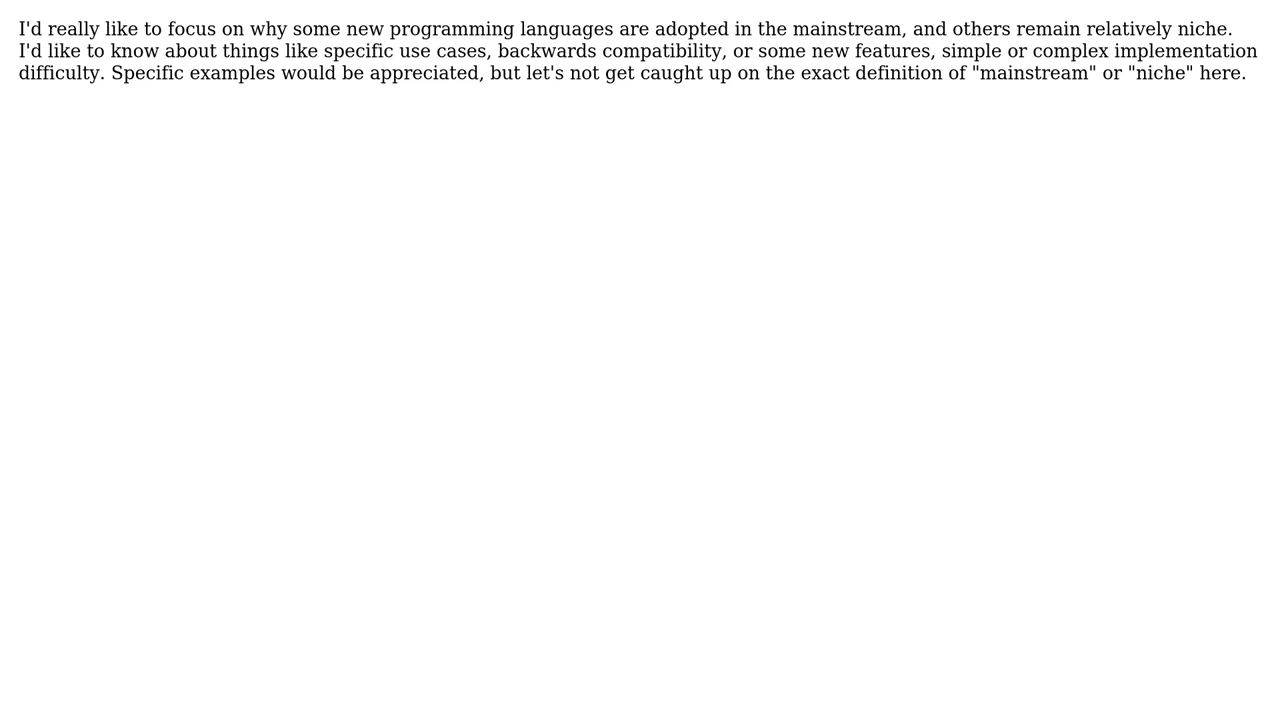 I'd really like to focus on why some new programming languages are adopted in the mainstream, and others remain relatively niche.
I'd like to know about things like specific use cases, backwards compatibility, or some new features, simple or complex implementation
difficulty. Specific examples would be appreciated, but let's not get caught up on the exact definition of "mainstream" or "niche" here.